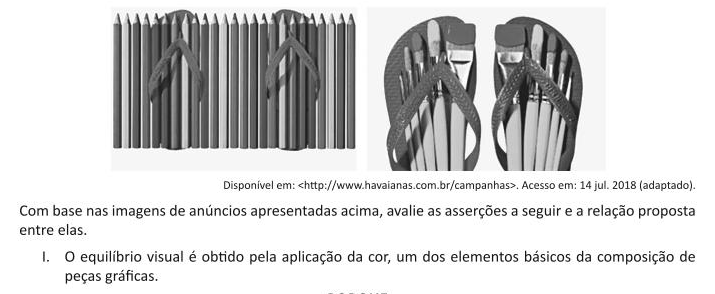 Disponível em: <http://www.havaianas.com.br/campanhas>. Acesso em: 14 jul. 2018 (adaptado).
Com base nas imagens de anúncios apresentadas acima, avalie as asserções a seguir e a relação proposta
entre elas.
I. O equilíbrio visual é obtido pela aplicação da cor, um dos elementos básicos da composição de
peças gráficas.